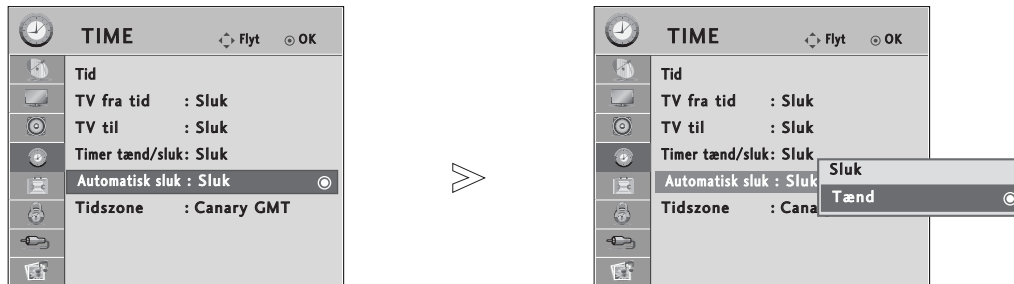 TIME Flyt OK
Tid
TV fra tid : Sluk
TV til : Sluk
Timer tænd/sluk: Sluk
Automatisk sluk : Sluk
Tidszone : Canary GMT
>
TIME Flyt OK
Tid
TV fra tid : Sluk
TV til : Sluk
Timer tænd/sluk: Sluk
Automatisk sluk : Sluk
Tidszone : Cana
Sluk
Tænd